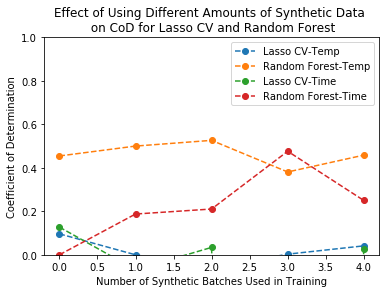 Effect of Using Different Amounts of Synthetic Data
on CoD for Lasso CV and Random Forest
1.0
0.8
0.6
0.4
0.2
0.0
Coefficient of Determination
Lasso CV-Temp
Random Forest-Temp
Lasso CV-Time
Random Forest-Time
0.0 0.5 1.0 1.5 2.0 2.5 3.0 3.5 4.0
Number of Synthetic Batches Used in Training